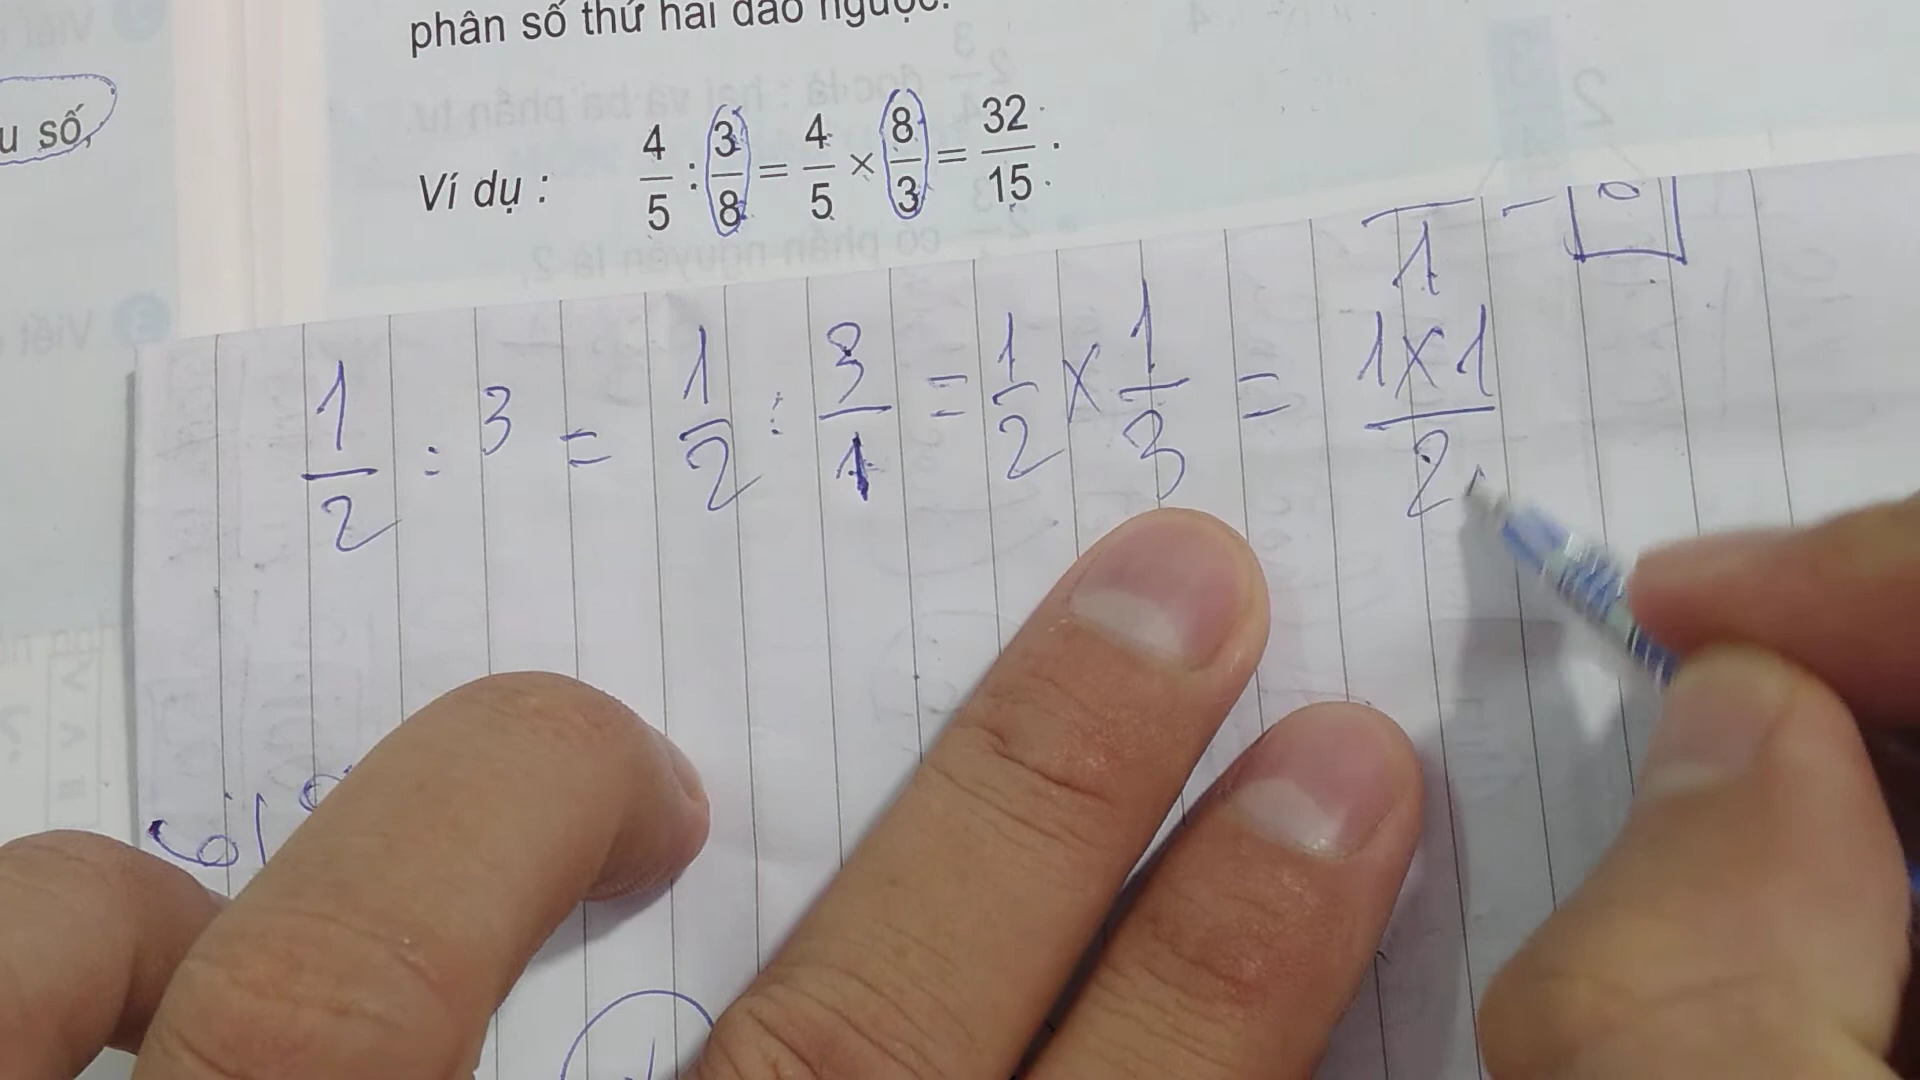 phân số thứ hai đảo ngược.
u số,
Ví dụ : 4/5 : 3/8 = 4/5 × 8/3 = 32/15 .
1
1/2 : 3 = 1/2 : 3/1 = 1/2 × 1/3 = 1×1/2